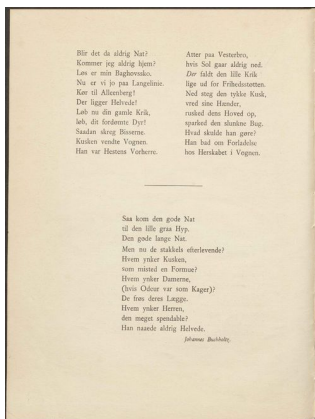 Blir det da aldrig Nat?
Kommer jeg aldrig hjem?
Løs er min Baghovssko.
Nu er vi jo paa Langelinie.
Kør til Alleenberg!
Der ligger Helvede!
Løb nu din gamle Krik,
løb, dit fordømte Dyr!
Saadan skreg Bisserne.
Kusken vendte Vognen.
Han var Hestens Vorherre.
Atter paa Vesterbro,
hvis Sol gaar aldrig ned.
Der faldt den lille Krik
lige ud for Frihedsstøtten.
Ned steg den tykke Kusk,
vred sine Hænder,
rusked dens Hoved op,
sparked den slunkne Bug.
Hvad skulde han gøre?
Han bad om Forladelse
hos Herskabet i Vognen.
Saa kom den gode Nat
til den lille graa Hyp.
Den gode lange Nat.
Men nu de stakkels efterlevende?
Hvem ynker Kusken,
som misted en Formue?
Hvem ynker Damerne,
(hvis Odeur var som Kager)?
De frøs deres Lægge.
Hvem ynker Herren,
den meget spendable?
Han naaede aldrig Helvede.
Johannes Buchholtz.